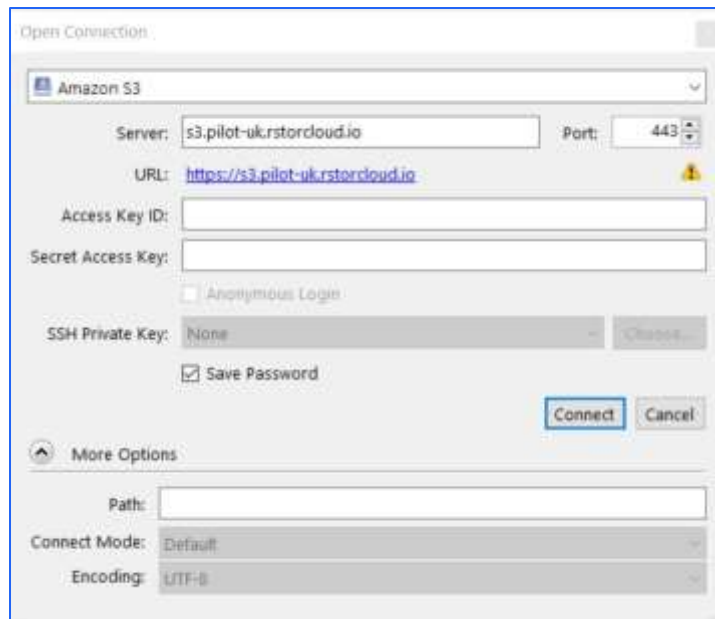 Open Connection
Amazon S3
Server: s3.pilot-uk.rstorcloud.io Port: 443
URL: https://s3.pilot-uk.rstorcloud.io
Access Key ID:
Secret Access Key:
Anonymous Login
SSH Private Key: None Choose...
Save Password
Connect Cancel
More Options
Path:
Connect Mode: Default
Encoding: UTF-8